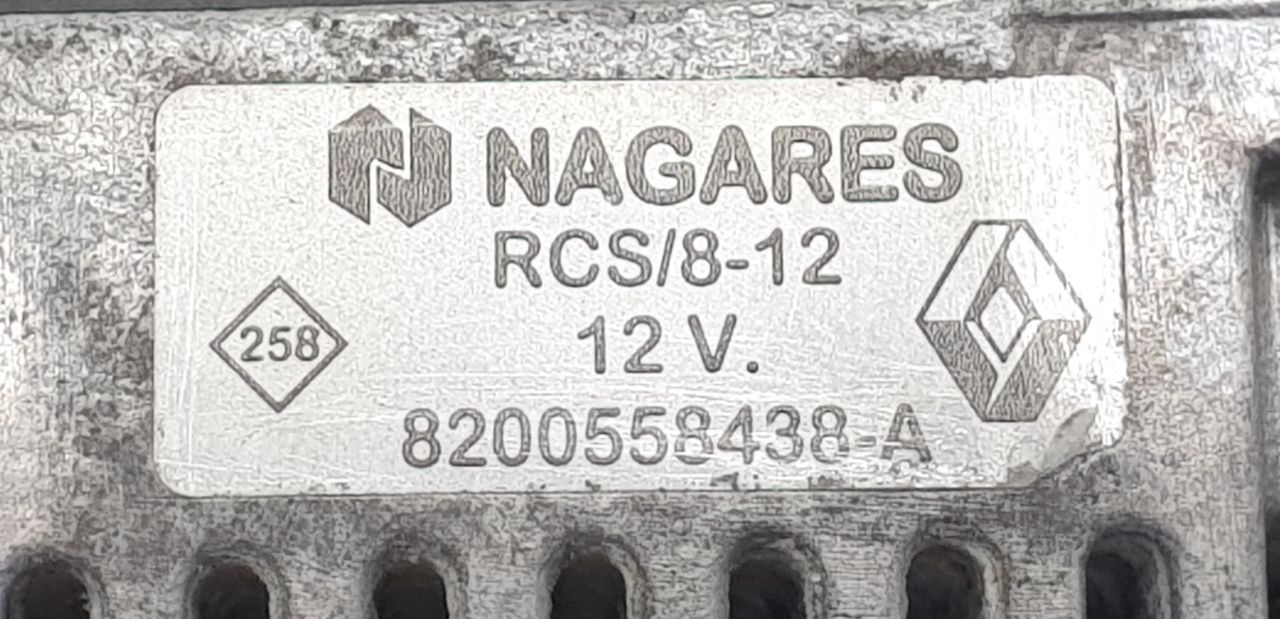 NAGARES
RCS/8-12
12 V.
258
8200558438-A